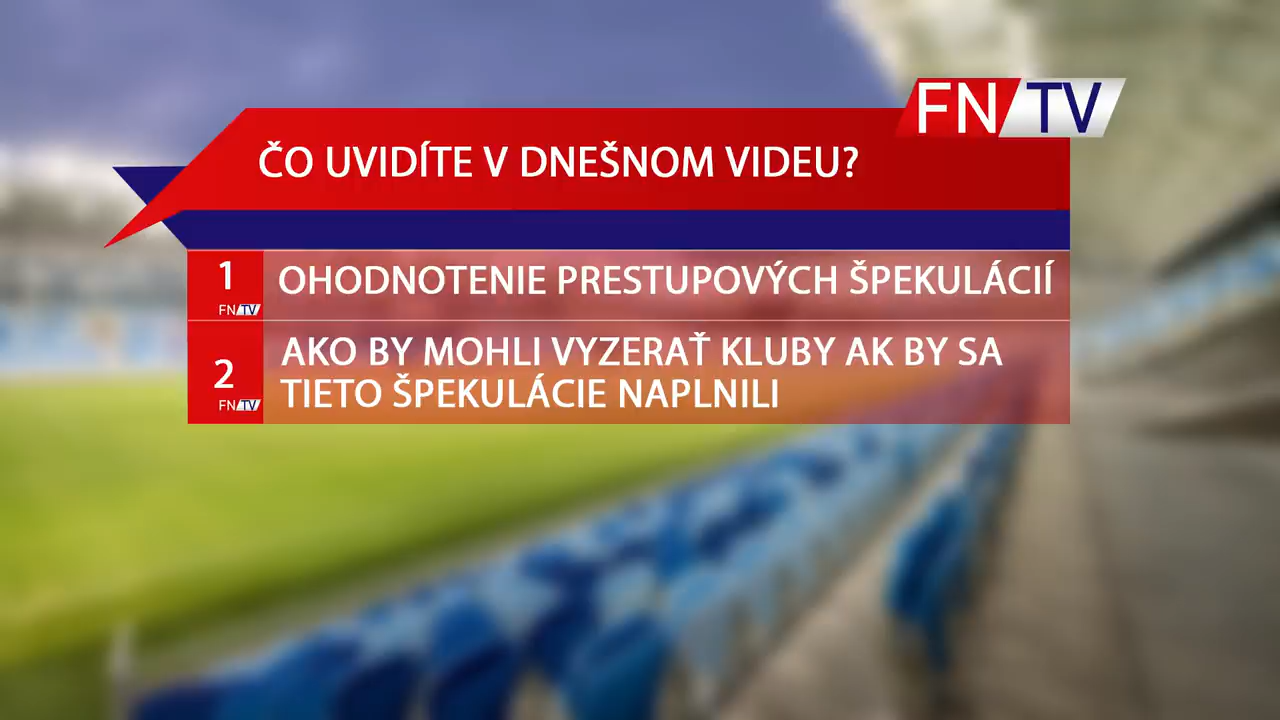 FN/TV
ČO UVIDÍTE V DNEŠNOM VIDEU?
1
FN/TV
OHODNOTENIE PRESTUPOVÝCH ŠPEKULÁCIÍ
2
FN/TV
AKO BY MOHLI VYZERAŤ KLUBY AK BY SA
TIETO ŠPEKULÁCIE NAPLNILI